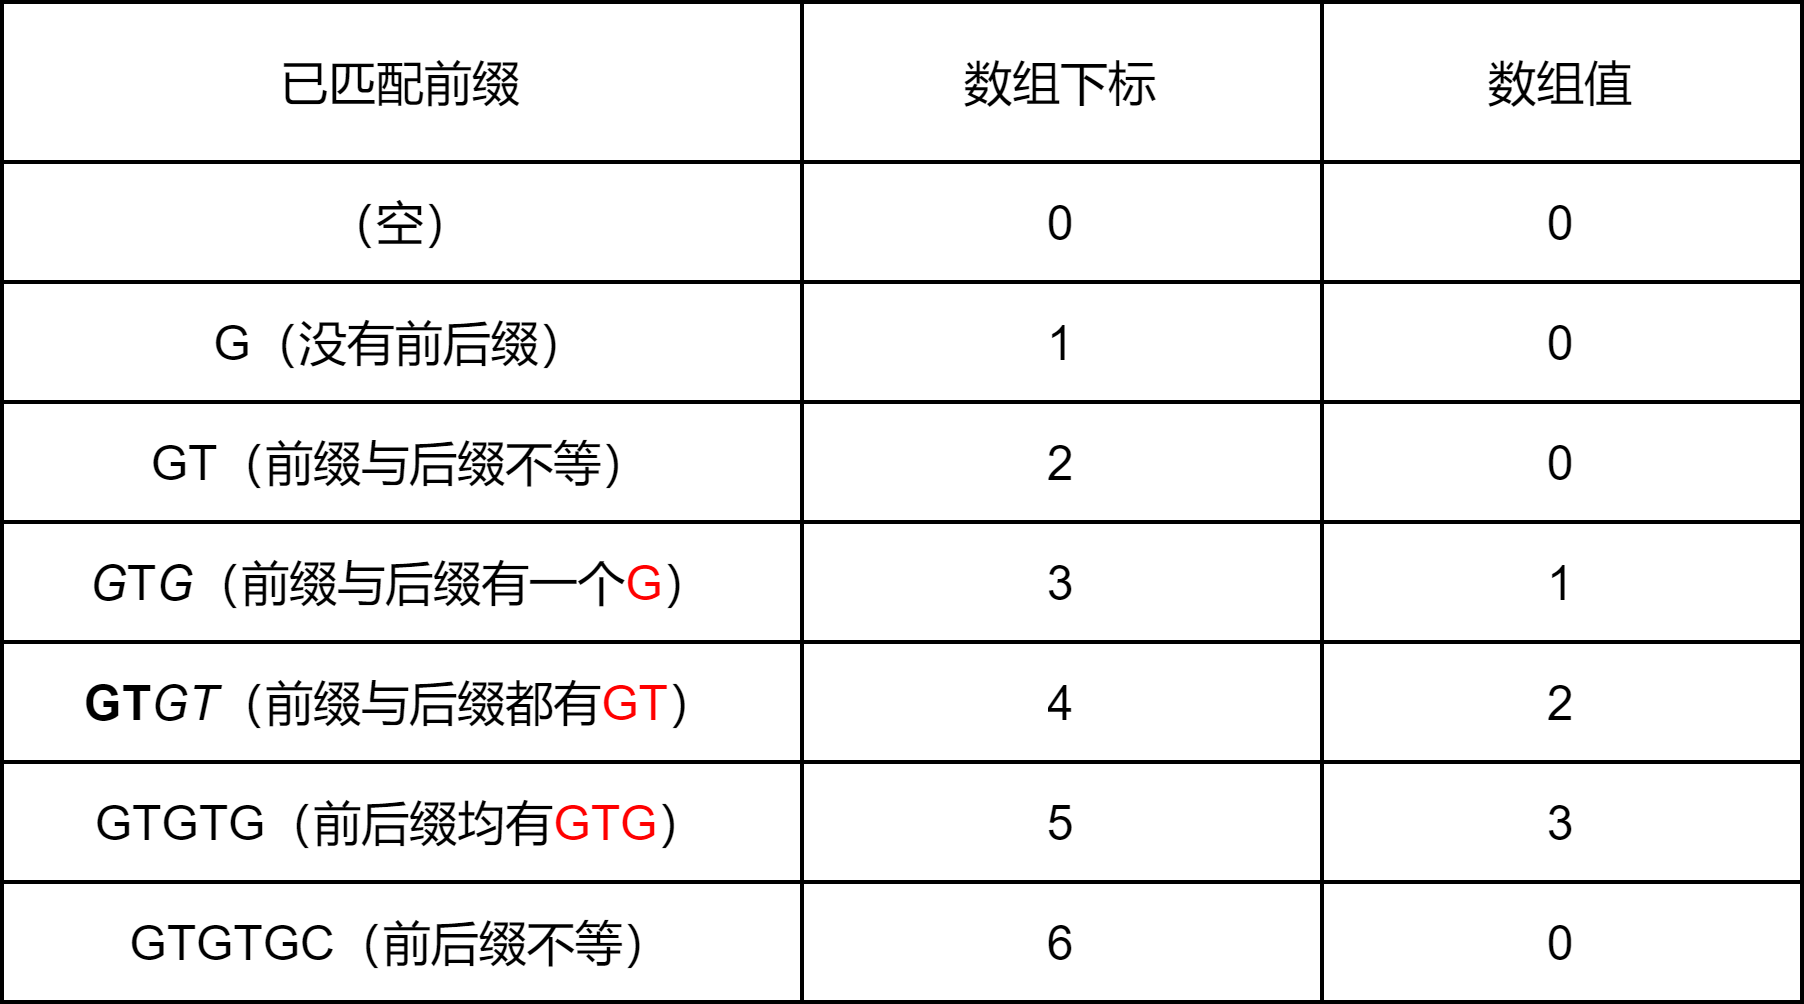 已匹配前缀 数组下标 数组值
（空） 0 0
G（没有前后缀） 1 0
GT（前缀与后缀不等） 2 0
GTG（前缀与后缀有一个G） 3 1
GTGT（前缀与后缀都有GT） 4 2
GTGTG（前后缀均有GTG） 5 3
GTGTGC（前后缀不等） 6 0